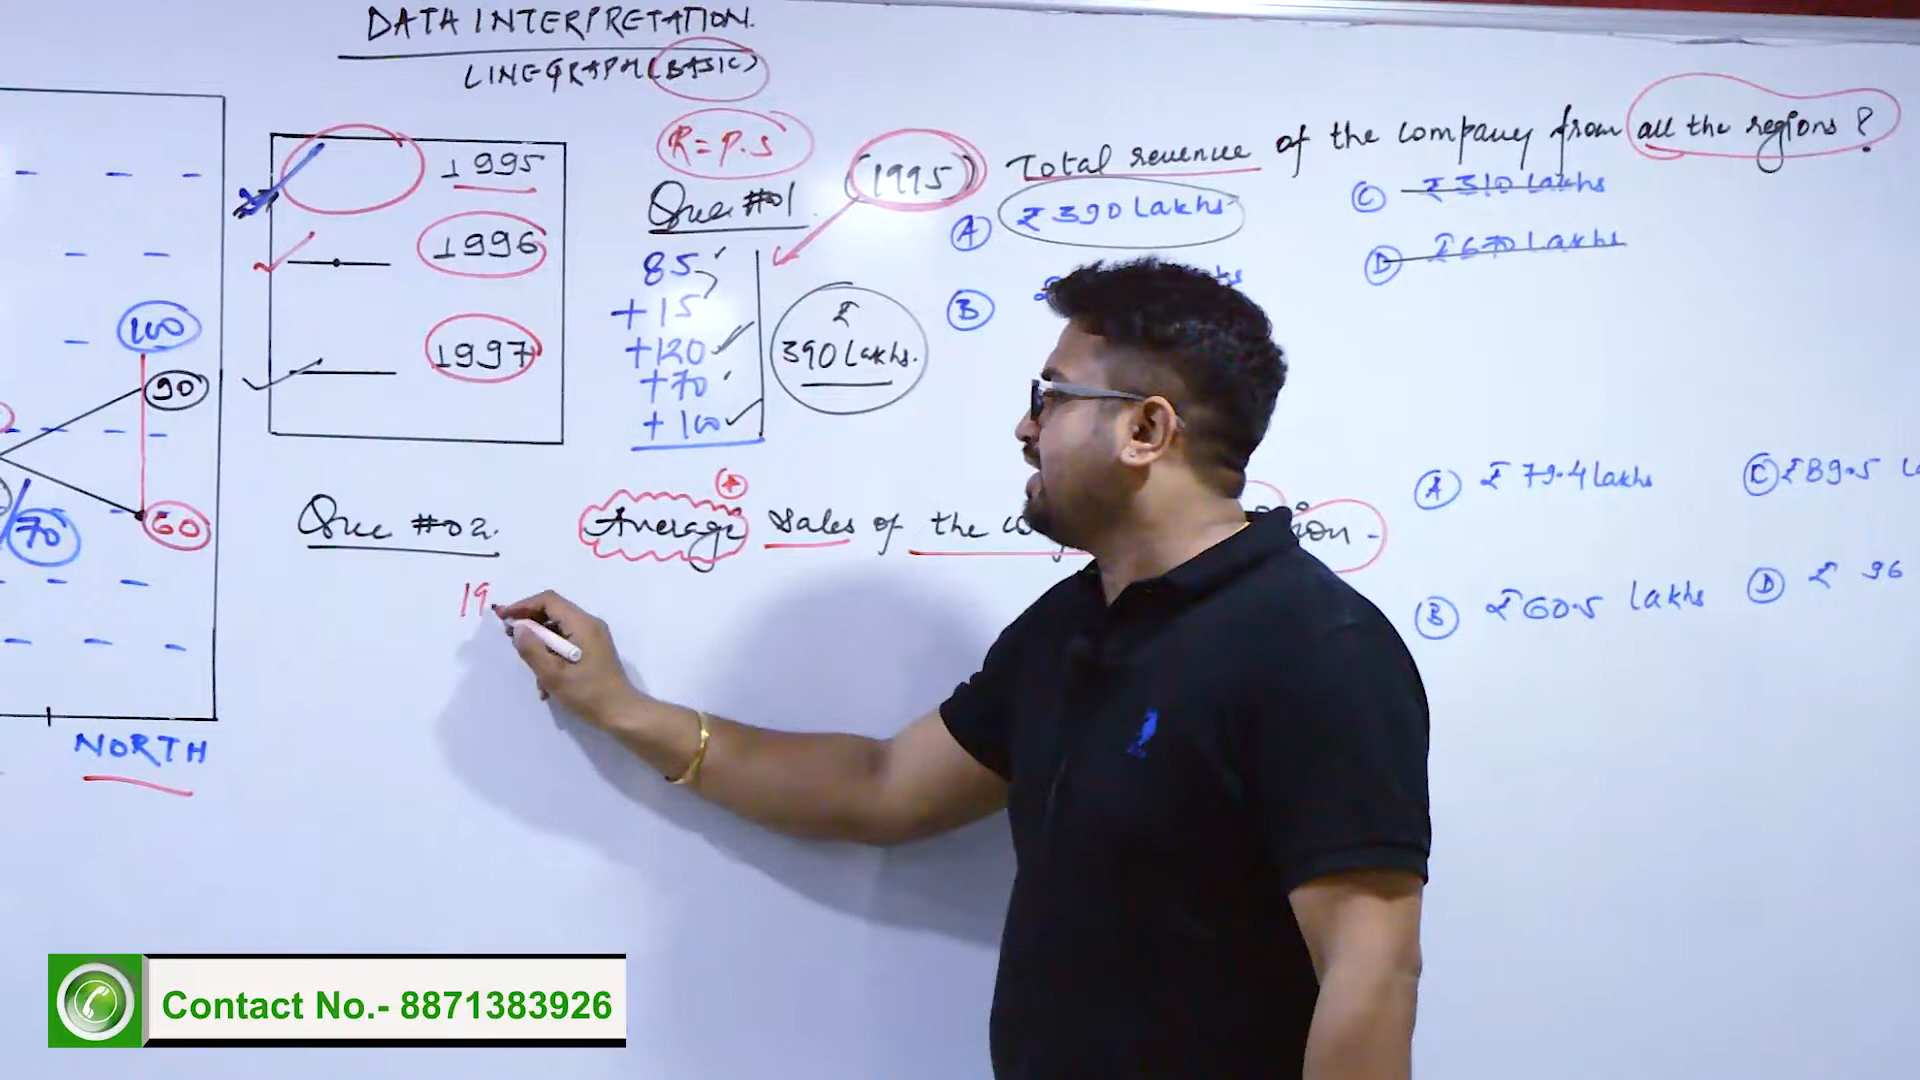 DATA INTERPRETATION.
LINEGRAPH (BASIC)
R = P.S
1995
1996
1997
Que #01.
(1995) Total revenue of the company from all the regions ?
A ₹ 390 Lakhs
C ₹ 310 Lakhs
B
D ₹ 670 Lakhs
85
+ 15
+120
+ 70
+ 100
₹
390 Lakhs.
100
90
60
70
NORTH
Que #02.
Average Sales of the
19
A ₹ 79.4 lakhs
C ₹ 89.5
B ₹ 60.5 lakhs
D ₹ 96
Contact No.- 8871383926